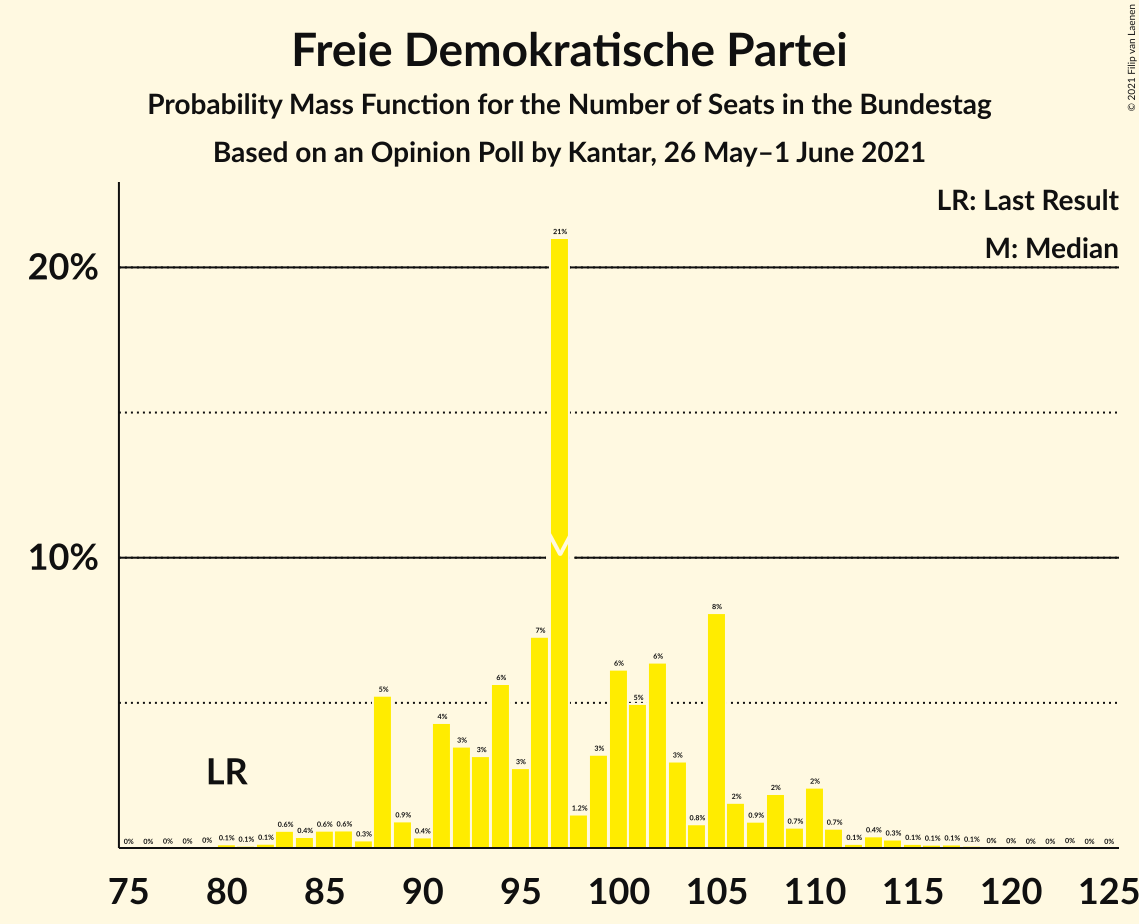 © 2021 Filip van Laenen
Freie Demokratische Partei
Probability Mass Function for the Number of Seats in the Bundestag
Based on an Opinion Poll by Kantar, 26 May–1 June 2021
LR: Last Result
M: Median
20%
10%
LR
M
0% 0% 0% 0% 0% 0.1% 0.1% 0.1% 0.6% 0.4% 0.6% 0.6% 0.3% 5% 0.9% 0.4% 4% 3% 3% 6% 3% 7% 21% 1.2% 3% 6% 5% 6% 3% 0.8% 8% 2% 0.9% 2% 0.7% 2% 0.7% 0.1% 0.4% 0.3% 0.1% 0.1% 0.1% 0.1% 0% 0% 0% 0% 0% 0% 0%
75 80 85 90 95 100 105 110 115 120 125